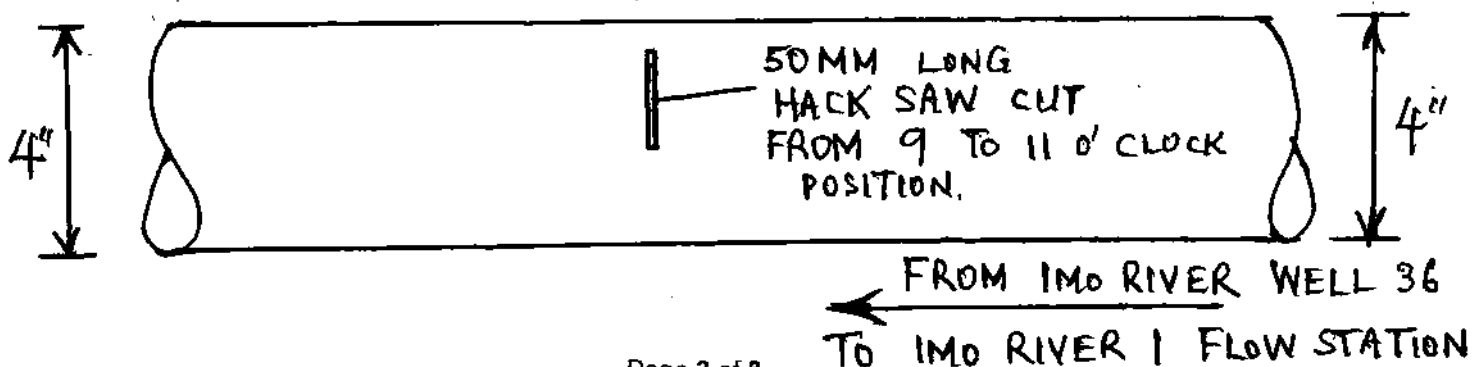 4"
50MM LONG
HACK SAW CUT
FROM 9 TO 11 O'CLOCK
POSITION.
4"
FROM IMO RIVER WELL 36
TO IMO RIVER 1 FLOW STATION